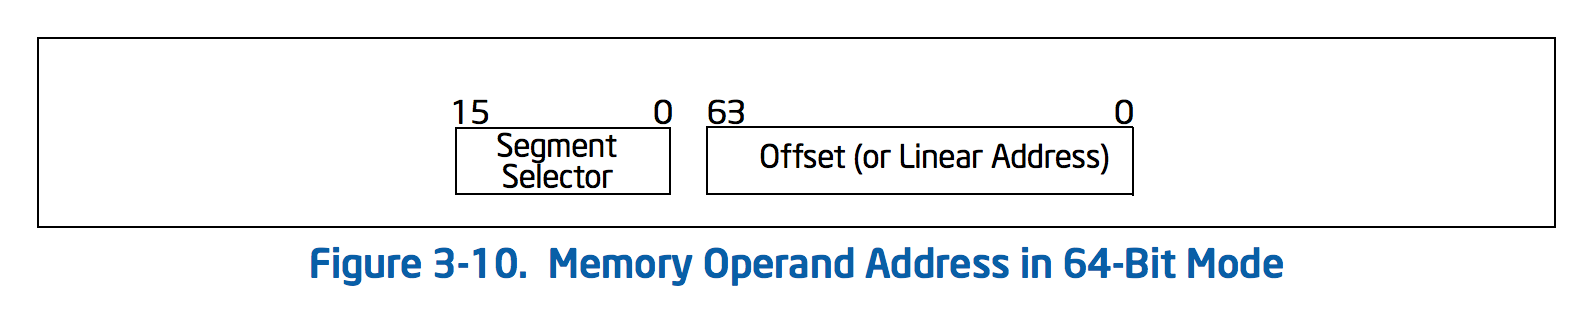 15 0 63 0
Segment
Selector
Offset (or Linear Address)
Figure 3-10. Memory Operand Address in 64-Bit Mode